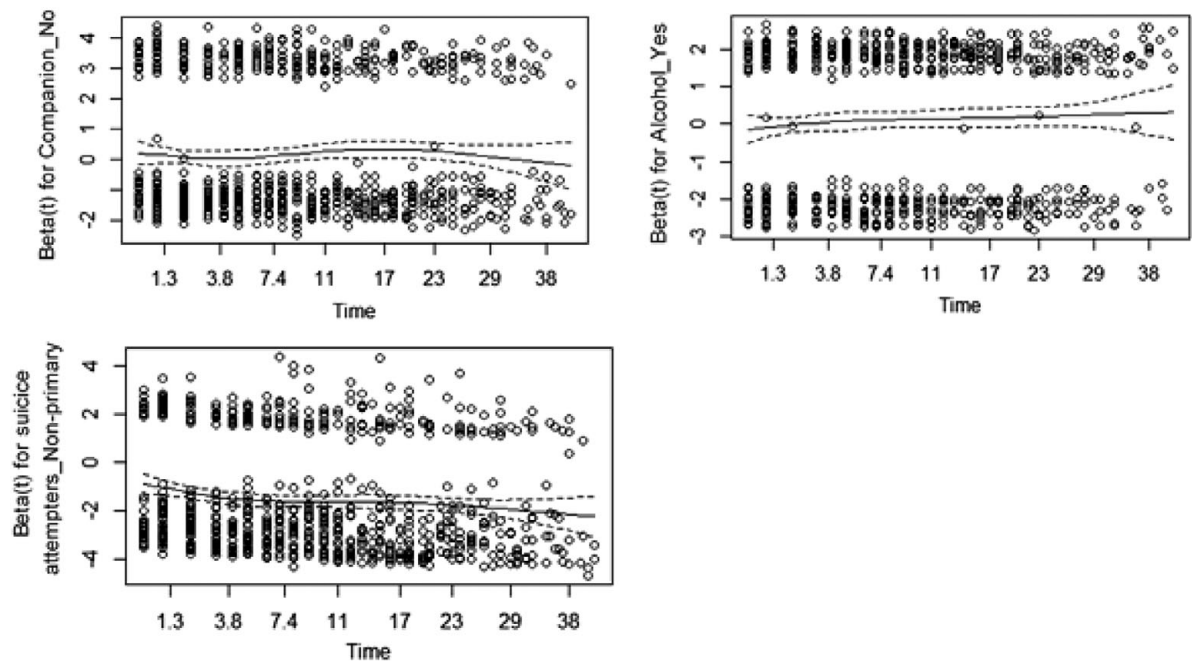 Beta(t) for Companion_No
4
3
1
0
-2
1.3 3.8 7.4 11 17 23 29 38
Time
Beta(t) for Alcohol_Yes
2
1
0
-1
-2
-3
1.3 3.8 7.4 11 17 23 29 38
Time
Beta(t) for suicice
attempters_Non-primary
4
2
0
-2
-4
1.3 3.8 7.4 11 17 23 29 38
Time